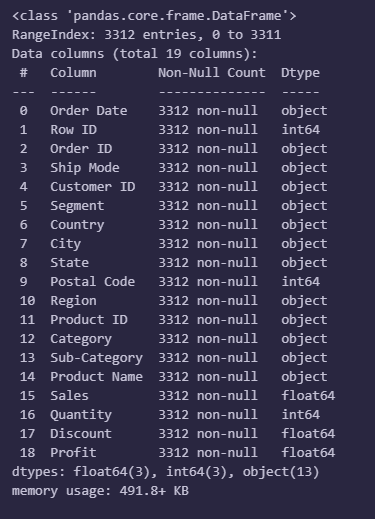 <class 'pandas.core.frame.DataFrame'>
RangeIndex: 3312 entries, 0 to 3311
Data columns (total 19 columns):
 #   Column         Non-Null Count  Dtype
---  ------         --------------  -----
 0   Order Date     3312 non-null   object
 1   Row ID         3312 non-null   int64
 2   Order ID       3312 non-null   object
 3   Ship Mode      3312 non-null   object
 4   Customer ID    3312 non-null   object
 5   Segment        3312 non-null   object
 6   Country        3312 non-null   object
 7   City           3312 non-null   object
 8   State          3312 non-null   object
 9   Postal Code    3312 non-null   int64
 10  Region         3312 non-null   object
 11  Product ID     3312 non-null   object
 12  Category       3312 non-null   object
 13  Sub-Category   3312 non-null   object
 14  Product Name   3312 non-null   object
 15  Sales          3312 non-null   float64
 16  Quantity       3312 non-null   int64
 17  Discount       3312 non-null   float64
 18  Profit         3312 non-null   float64
dtypes: float64(3), int64(3), object(13)
memory usage: 491.8+ KB